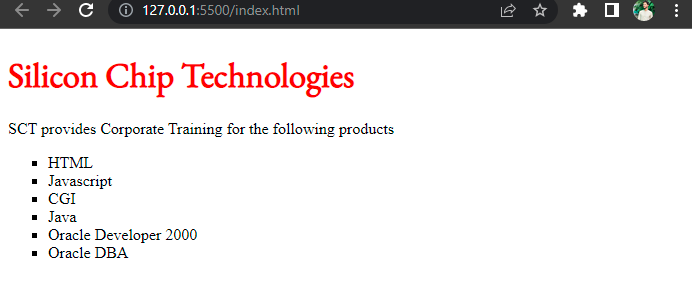 127.0.0.1:5500/index.html
Silicon Chip Technologies
SCT provides Corporate Training for the following products
HTML
Javascript
CGI
Java
Oracle Developer 2000
Oracle DBA